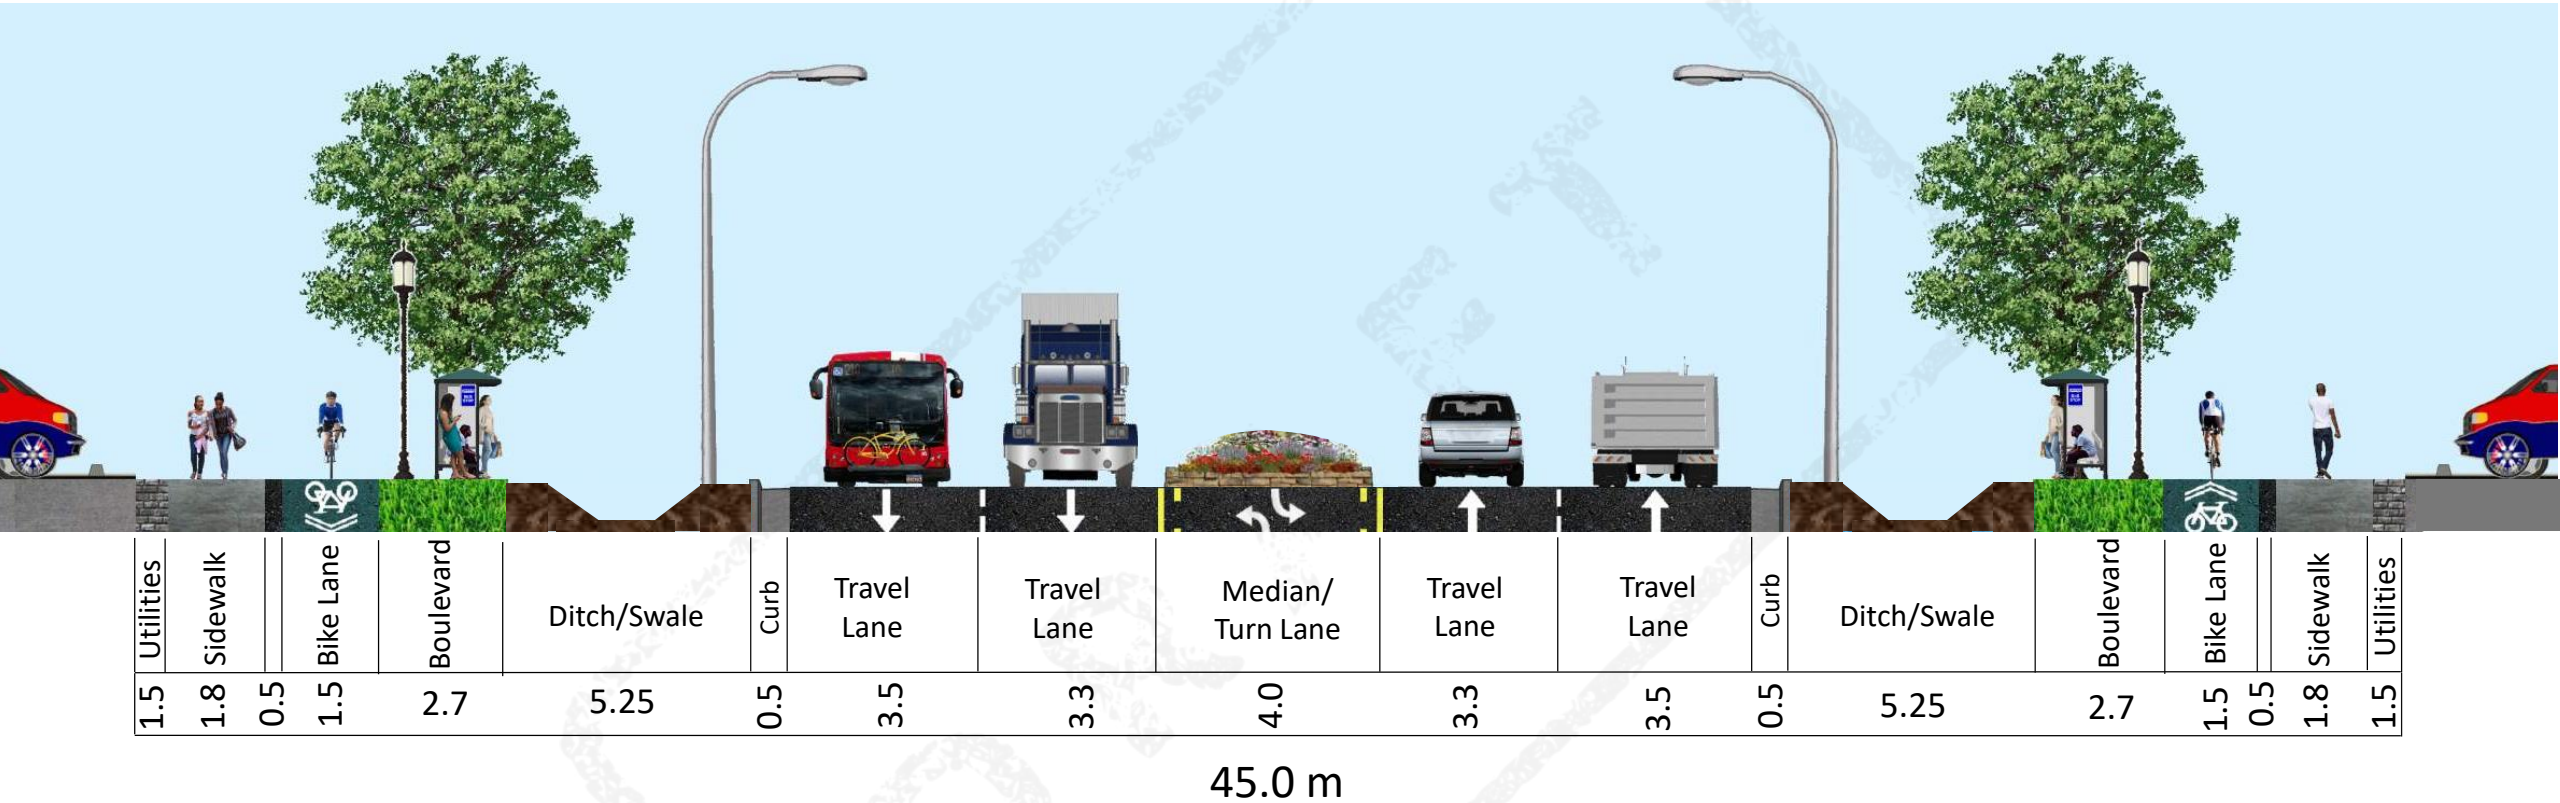 Utilities
Sidewalk
Bike Lane
Boulevard
Ditch/Swale
Curb
Travel
Lane
Travel
Lane
Median/
Turn Lane
Travel
Lane
Travel
Lane
Curb
Ditch/Swale
Boulevard
Bike Lane
Sidewalk
Utilities
1.5
1.8
0.5
1.5
2.7
5.25
0.5
3.5
3.3
4.0
3.3
3.5
0.5
5.25
2.7
1.5
0.5
1.8
1.5
45.0 m